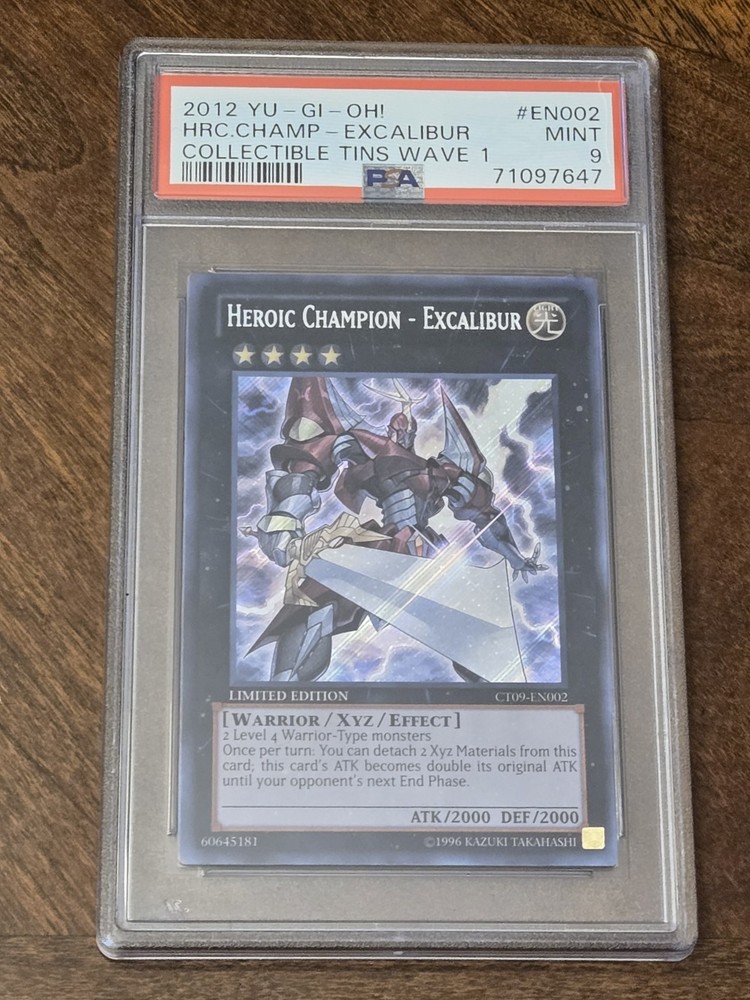 2012 YU-GI-OH! #EN002
HRC.CHAMP-EXCALIBUR MINT
COLLECTIBLE TINS WAVE 1 9
PSA 71097647
HEROIC CHAMPION - EXCALIBUR
LIGHT
光
LIMITED EDITION CT09-EN002
[WARRIOR/XYZ/EFFECT]
2 Level 4 Warrior-Type monsters
Once per turn: You can detach 2 Xyz Materials from this
card; this card's ATK becomes double its original ATK
until your opponent's next End Phase.
ATK/2000 DEF/2000
60645181 ©1996 KAZUKI TAKAHASHI